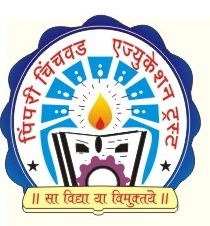 पिंपरी चिंचवड एज्युकेशन ट्रस्ट
॥ सा विद्या या विमुक्तये ॥